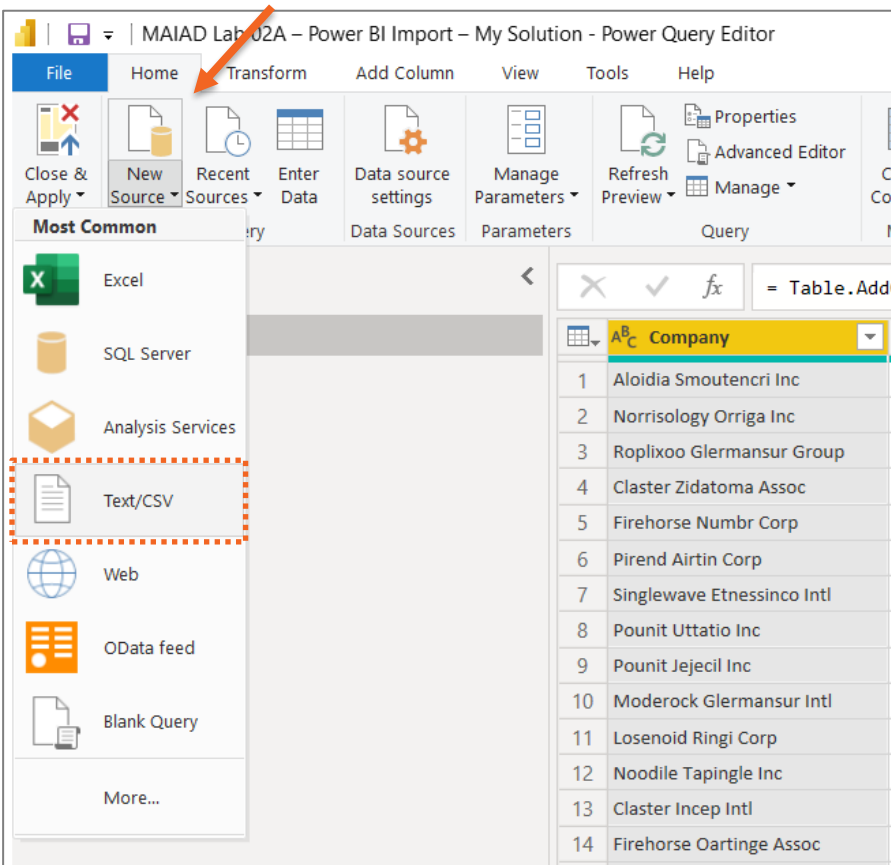 MAIAD Lab 02A – Power BI Import – My Solution - Power Query Editor
File Home Transform Add Column View Tools Help
Close & Apply
New Source
Recent Sources
Enter Data
Data source settings
Manage Parameters
Refresh Preview
Properties
Advanced Editor
Manage
Data Sources
Parameters
Query
Most Common
Excel
SQL Server
Analysis Services
Text/CSV
Web
OData feed
Blank Query
More...
fx
= Table.Add
ABC Company
1 Aloidia Smoutencri Inc
2 Norrisology Orriga Inc
3 Roplixoo Glermansur Group
4 Claster Zidatoma Assoc
5 Firehorse Numbr Corp
6 Pirend Airtin Corp
7 Singlewave Etnessinco Intl
8 Pounit Uttatio Inc
9 Pounit Jejecil Inc
10 Moderock Glermansur Intl
11 Losenoid Ringi Corp
12 Noodile Tapingle Inc
13 Claster Incep Intl
14 Firehorse Oartinge Assoc